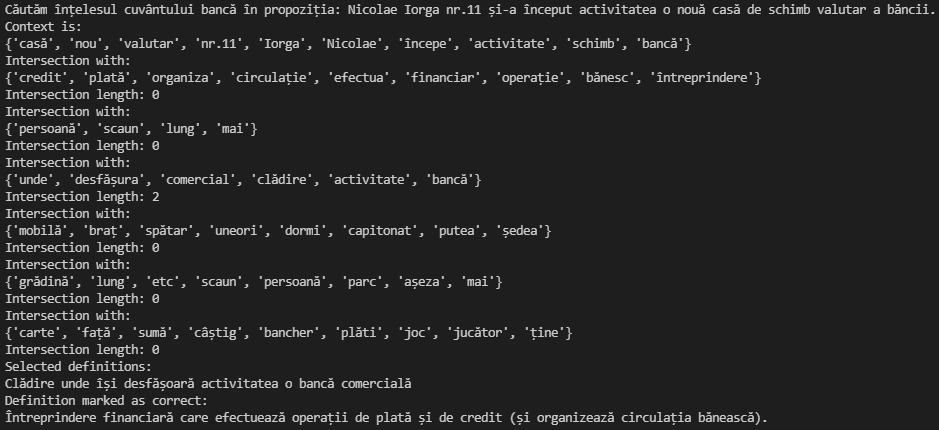 Căutăm înțelesul cuvântului bancă în propoziția: Nicolae Iorga nr.11 și-a început activitatea o nouă casă de schimb valutar a băncii.
Context is:
{'casă', 'nou', 'valutar', 'nr.11', 'Iorga', 'Nicolae', 'începe', 'activitate', 'schimb', 'bancă'}
Intersection with:
{'credit', 'plată', 'organiza', 'circulație', 'efectua', 'financiar', 'operație', 'bănesc', 'întreprindere'}
Intersection length: 0
Intersection with:
{'persoană', 'scaun', 'lung', 'mai'}
Intersection length: 0
Intersection with:
{'unde', 'desfășura', 'comercial', 'clădire', 'activitate', 'bancă'}
Intersection length: 2
Intersection with:
{'mobilă', 'braț', 'spătar', 'uneori', 'dormi', 'capitonat', 'putea', 'ședea'}
Intersection length: 0
Intersection with:
{'grădină', 'lung', 'etc', 'scaun', 'persoană', 'parc', 'așeza', 'mai'}
Intersection length: 0
Intersection with:
{'carte', 'față', 'sumă', 'câștig', 'bancher', 'plăti', 'joc', 'jucător', 'ține'}
Intersection length: 0
Selected definitions:
Clădire unde își desfășoară activitatea o bancă comercială
Definition marked as correct:
Întreprindere financiară care efectuează operații de plată și de credit (și organizează circulația bănească).